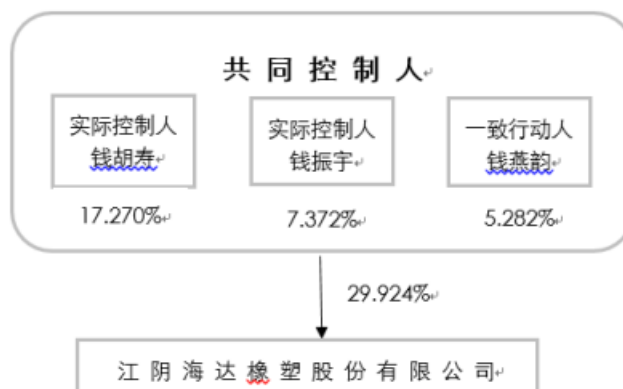 共同控制人
实际控制人
钱胡寿
17.270%
实际控制人
钱振宇
7.372%
一致行动人
钱燕韵
5.282%
29.924%
江阴海达橡塑股份有限公司